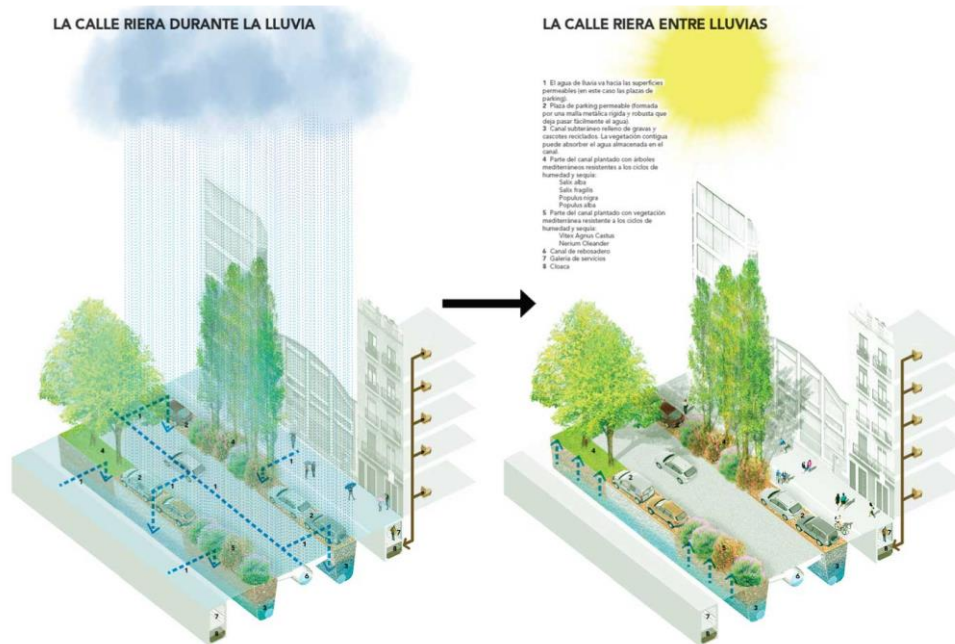 LA CALLE RIERA DURANTE LA LLUVIA
LA CALLE RIERA ENTRE LLUVIAS
1 El agua de lluvia va hacia las superficies
permeables (en este caso las plazas de
parking).
2 Plaza de parking permeable (formada
por una malla metálica rígida y robusta que
deja pasar fácilmente el agua).
3 Canal subterráneo relleno de gravas y
cascotes reciclados. La vegetación contigua
puede absorber el agua almacenada en el
canal.
4 Parte del canal plantado con árboles
mediterráneos resistentes a los ciclos de
humedad y sequía:
Salix alba
Salix fragilis
Populus nigra
Populus alba
5 Parte del canal plantado con vegetación
mediterránea resistente a los ciclos de
humedad y sequía:
Vitex Agnus Castus
Nerium Oleander
6 Canal de rebosadero
7 Galería de servicios
8 Cloaca